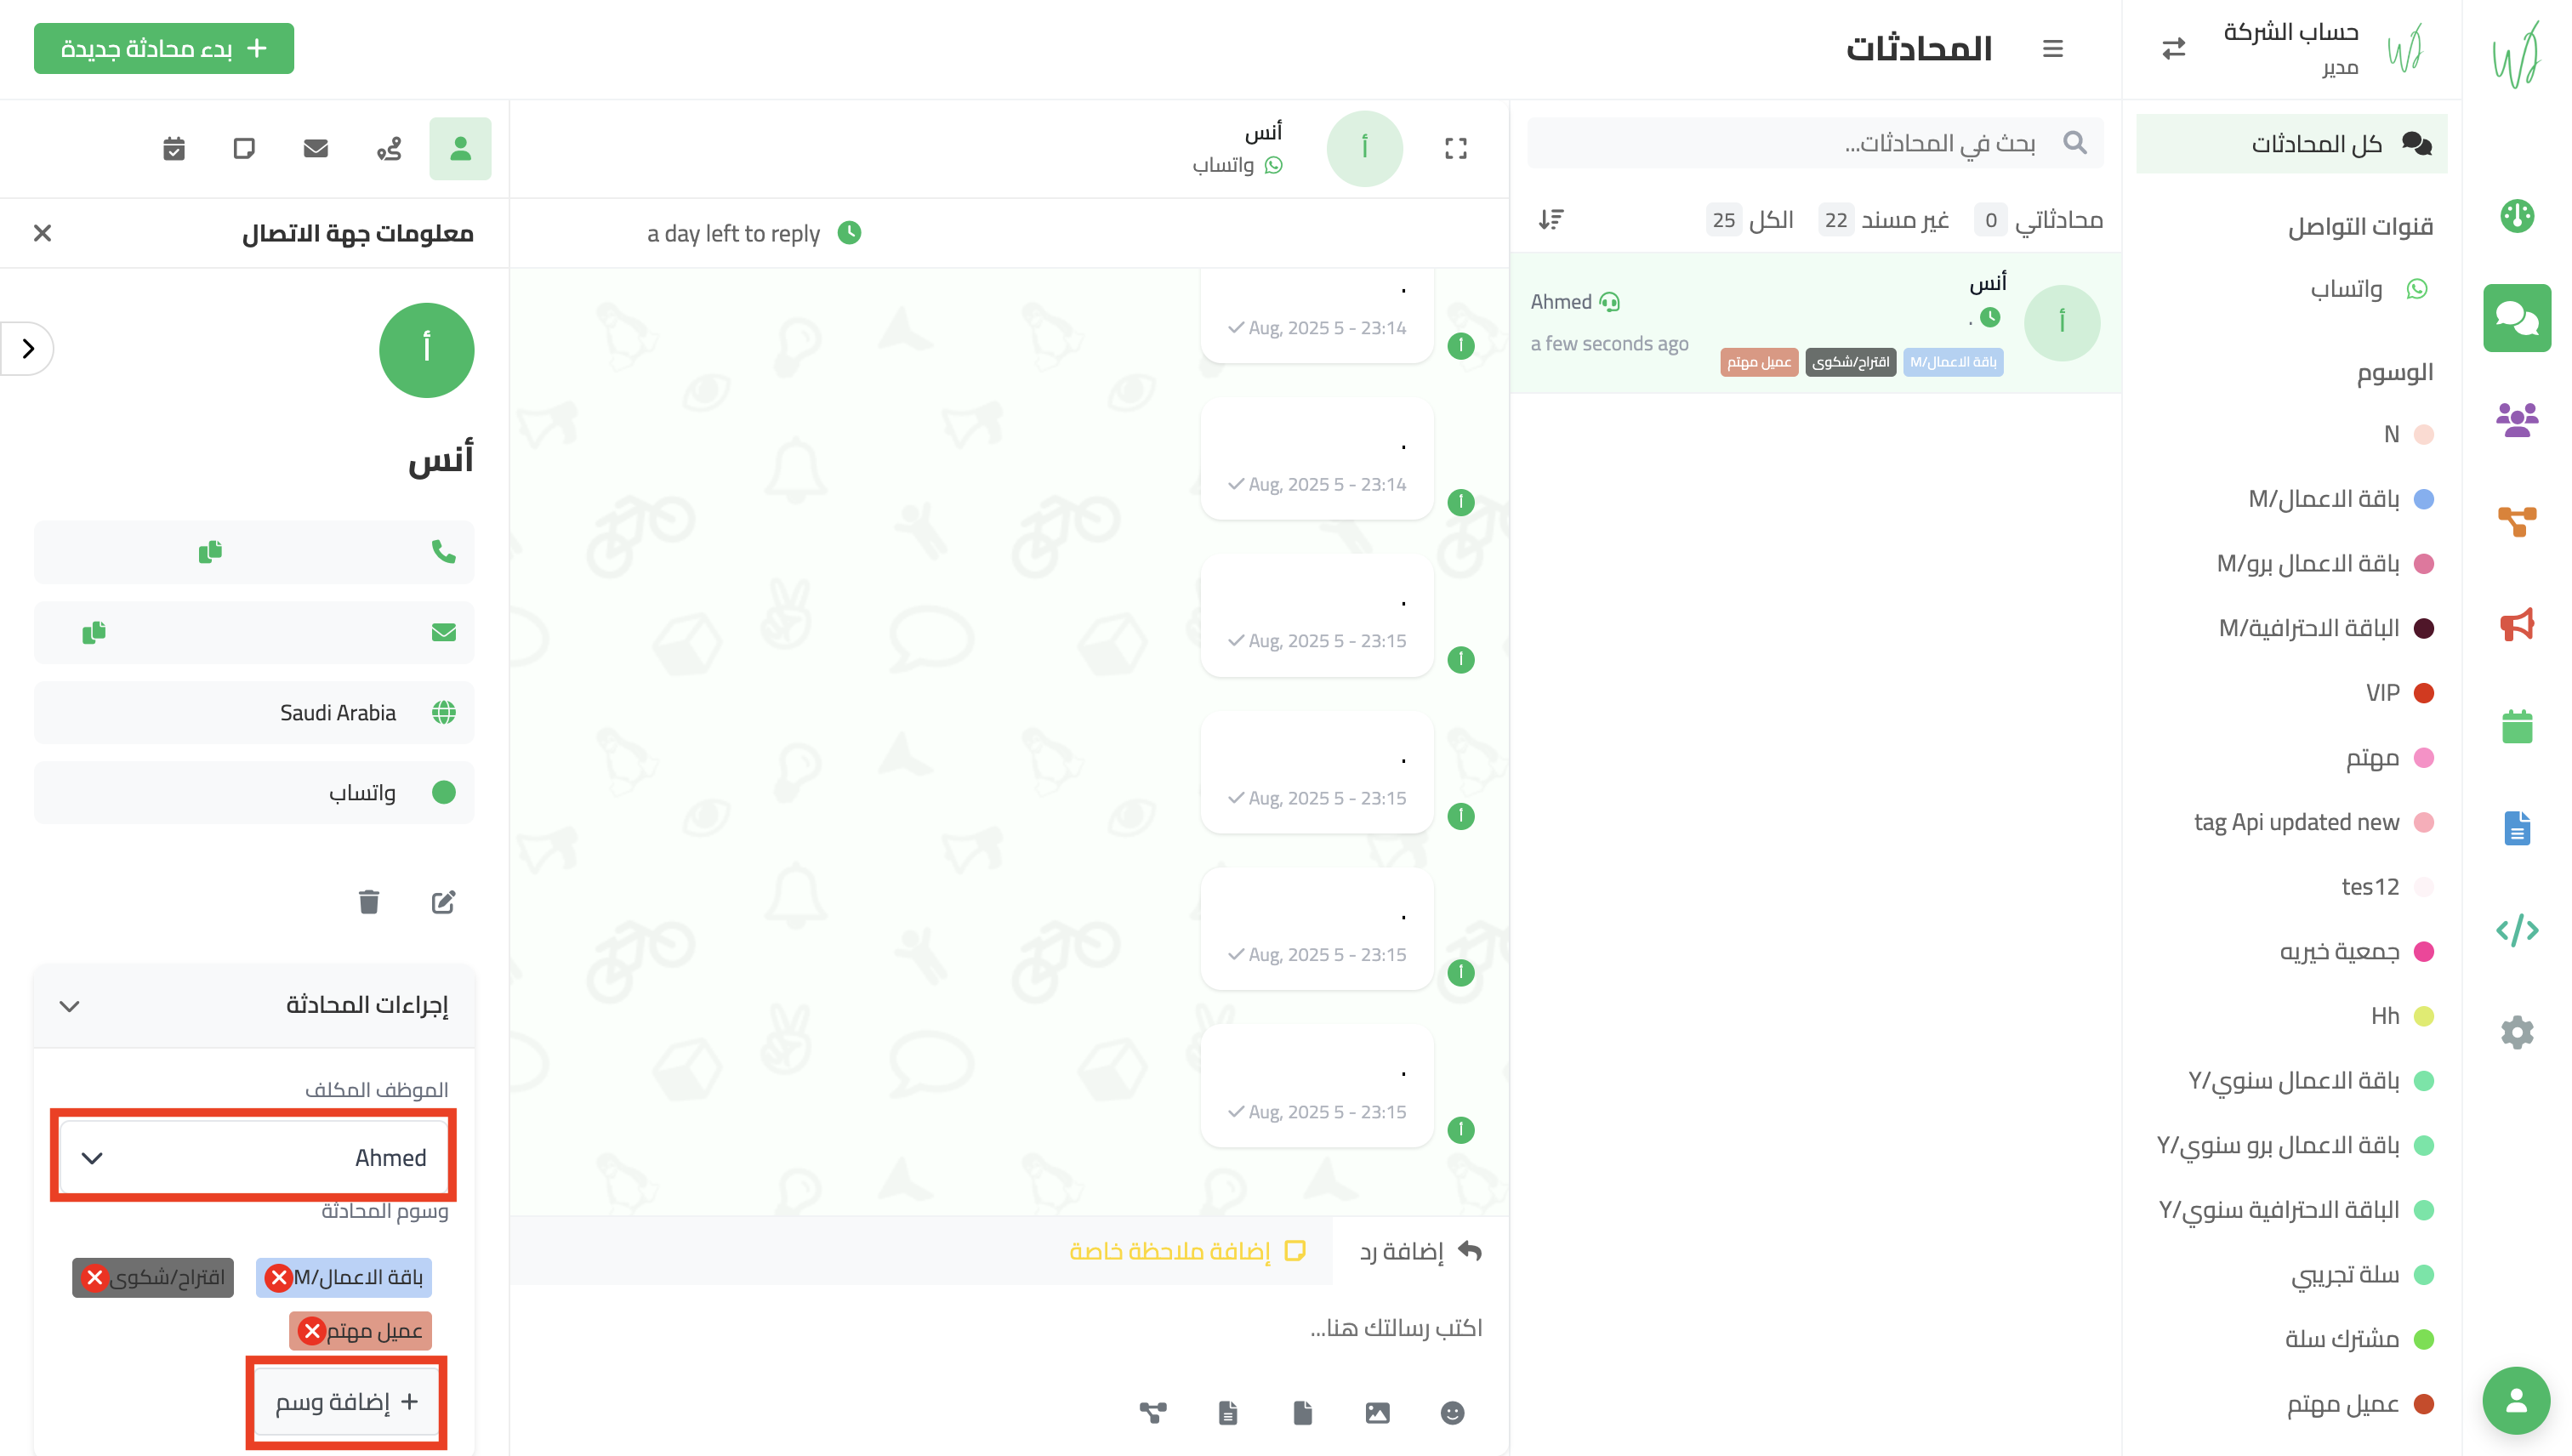 حساب الشركة
مدير
المحادثات
+ بدء محادثة جديدة
كل المحادثات
قنوات التواصل
واتساب
الوسوم
N
باقة الاعمال/M
باقة الاعمال برو/M
الباقة الاحترافية/M
VIP
مهتم
tag Api updated new
tes12
جمعية خيريه
Hh
باقة الاعمال سنوي/Y
باقة الاعمال برو سنوي/Y
الباقة الاحترافية سنوي/Y
سلة تجريبي
مشترك سلة
عميل مهتم
بحث في المحادثات...
محادثاتي 0 غير مسند 22 الكل 25
أنس
Ahmed
.
a few seconds ago
باقة الاعمال/M اقتراح/شكوى عميل مهتم
أ
أ
أنس
واتساب
a day left to reply
.
Aug, 2025 5 - 23:14
أ
.
Aug, 2025 5 - 23:14
أ
.
Aug, 2025 5 - 23:15
أ
.
Aug, 2025 5 - 23:15
أ
.
Aug, 2025 5 - 23:15
أ
.
Aug, 2025 5 - 23:15
أ
إضافة رد
إضافة ملاحظة خاصة
اكتب رسالتك هنا...
معلومات جهة الاتصال
أ
أنس
Saudi Arabia
واتساب
إجراءات المحادثة
الموظف المكلف
Ahmed
وسوم المحادثة
باقة الاعمال/M اقتراح/شكوى
عميل مهتم
+ إضافة وسم